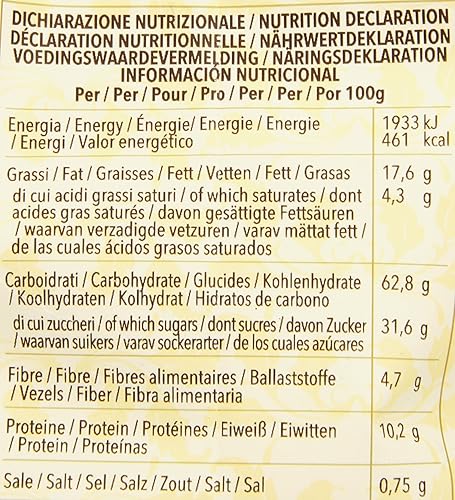 DICHIARAZIONE NUTRIZIONALE / NUTRITION DECLARATION
DÉCLARATION NUTRITIONNELLE / NÄHRWERTDEKLARATION
VOEDINGSWAARDEVERMELDING / NÄRINGSDEKLARATION
INFORMACIÓN NUTRICIONAL
Per / Per / Pour / Pro / Per / Per / Por 100g
Energia / Energy / Énergie/ Energie / Energie 1933 kJ
/ Energi / Valor energético 461 kcal
Grassi / Fat / Graisses / Fett / Vetten / Fett / Grasas 17,6 g
di cui acidi grassi saturi / of which saturates / dont 4,3 g
acides gras saturés / davon gesättigte Fettsäuren
/ waarvan verzadigde vetzuren / varav mättat fett /
de las cuales ácidos grasos saturados
Carboidrati / Carbohydrate / Glucides / Kohlenhydrate 62,8 g
/ Koolhydraten / Kolhydrat / Hidratos de carbono
di cui zuccheri / of which sugars / dont sucres / davon Zucker 31,6 g
/ waarvan suikers / varav sockerarter / de los cuales azúcares
Fibre / Fibre / Fibres alimentaires / Ballaststoffe 4,7 g
/ Vezels / Fiber / Fibra alimentaria
Proteine / Protein / Protéines / Eiweiß / Eiwitten 10,2 g
/ Protein / Proteínas
Sale / Salt / Sel / Salz / Zout / Salt / Sal 0,75 g